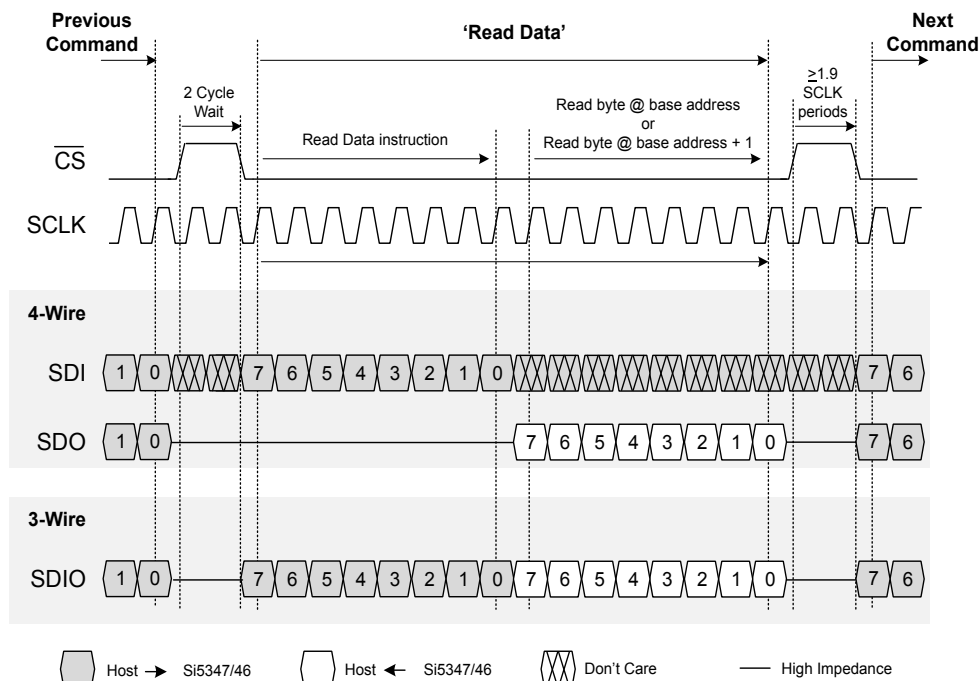 Previous
Command
'Read Data'
Next
Command
2 Cycle
Wait
≥1.9
SCLK
periods
Read Data instruction
Read byte @ base address
or
Read byte @ base address + 1
CS
SCLK
4-Wire
SDI 1 0 7 6 5 4 3 2 1 0 7 6
SDO 1 0 7 6 5 4 3 2 1 0 7 6
3-Wire
SDIO 1 0 7 6 5 4 3 2 1 0 7 6 5 4 3 2 1 0 7 6
Host → Si5347/46 Host ← Si5347/46 Don't Care High Impedance